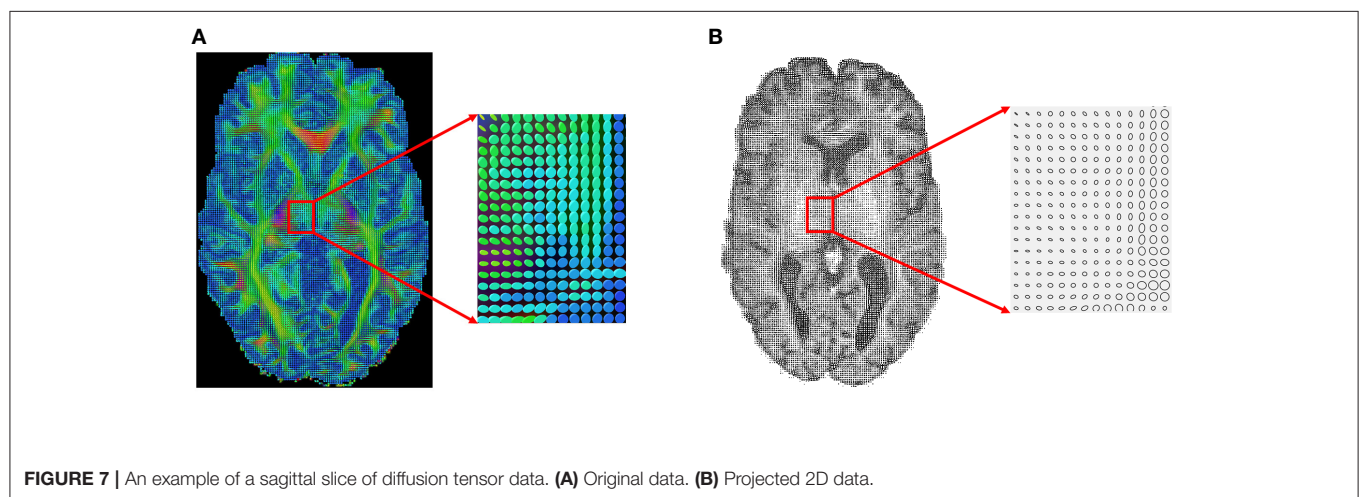 A
B
FIGURE 7 | An example of a sagittal slice of diffusion tensor data. (A) Original data. (B) Projected 2D data.